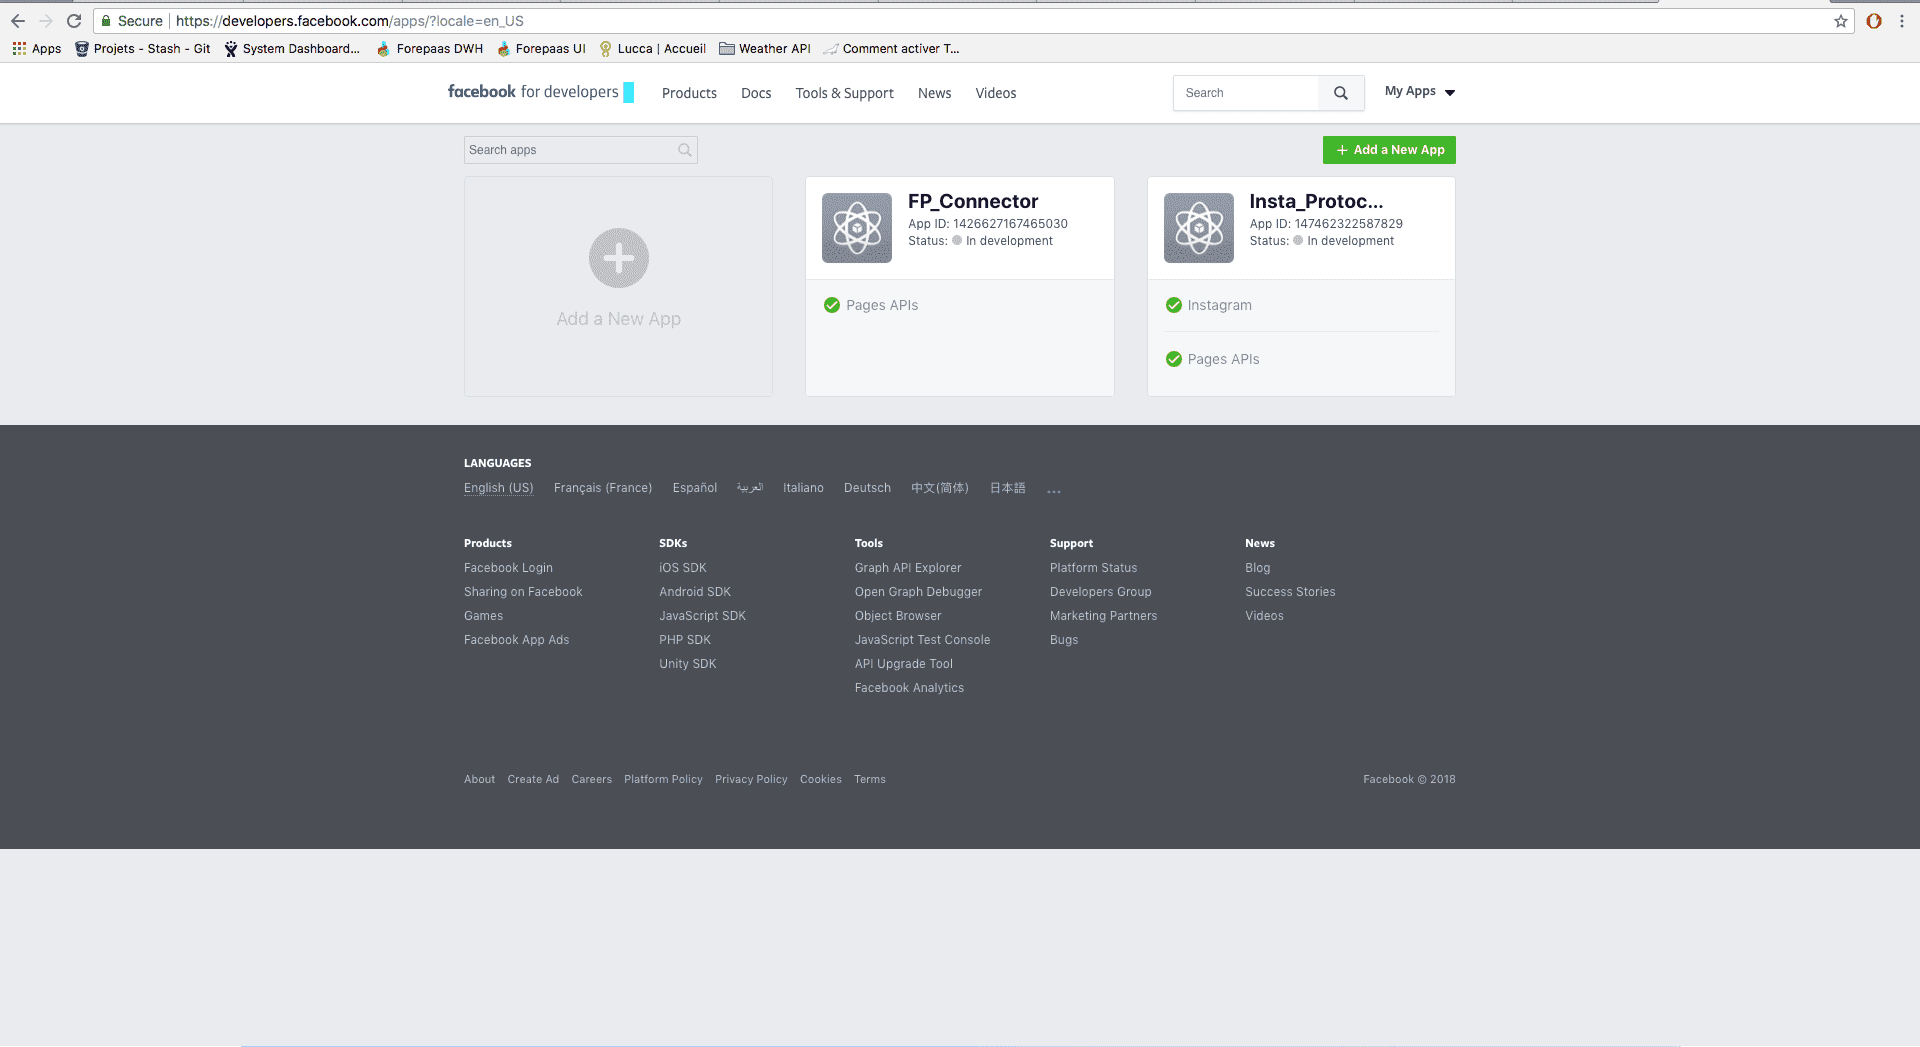 Secure https://developers.facebook.com/apps/?locale=en_US
Apps Projets - Stash - Git System Dashboard... Forepaas DWH Forepaas UI Lucca | Accueil Weather API Comment activer T...
facebook for developers Products Docs Tools & Support News Videos Search My Apps
Search apps + Add a New App
Add a New App
FP_Connector
App ID: 1426627167465030
Status: In development
Pages APIs
Insta_Protoc...
App ID: 147462322587829
Status: In development
Instagram
Pages APIs
LANGUAGES
English (US) Français (France) Español العربية Italiano Deutsch 中文(简体) 日本語 ...
Products
Facebook Login
Sharing on Facebook
Games
Facebook App Ads
SDKs
iOS SDK
Android SDK
JavaScript SDK
PHP SDK
Unity SDK
Tools
Graph API Explorer
Open Graph Debugger
Object Browser
JavaScript Test Console
API Upgrade Tool
Facebook Analytics
Support
Platform Status
Developers Group
Marketing Partners
Bugs
News
Blog
Success Stories
Videos
About Create Ad Careers Platform Policy Privacy Policy Cookies Terms Facebook © 2018